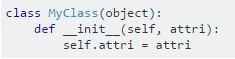 class MyClass(object):
    def __init__(self, attri):
        self.attri = attri